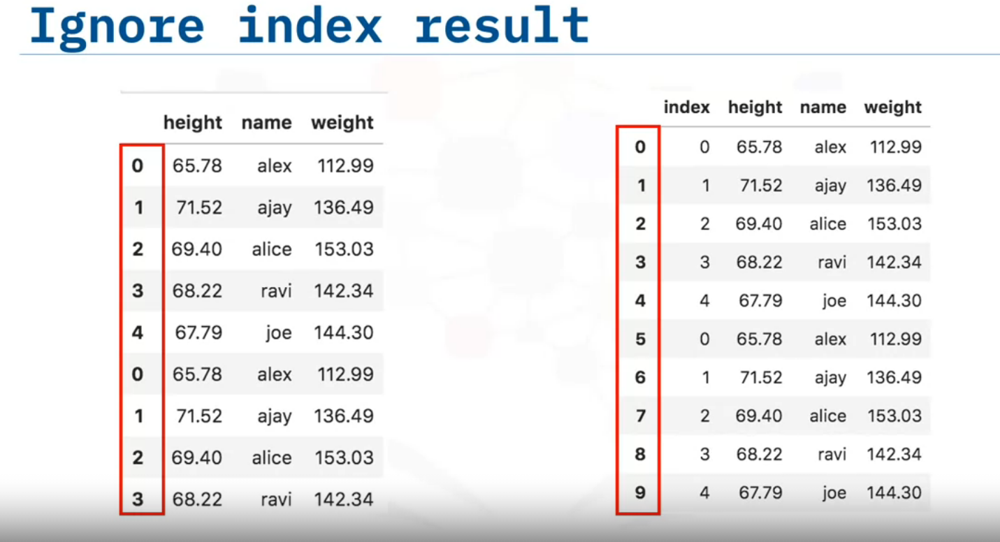 Ignore index result
height name weight
0 65.78 alex 112.99
1 71.52 ajay 136.49
2 69.40 alice 153.03
3 68.22 ravi 142.34
4 67.79 joe 144.30
0 65.78 alex 112.99
1 71.52 ajay 136.49
2 69.40 alice 153.03
3 68.22 ravi 142.34
index height name weight
0 0 65.78 alex 112.99
1 1 71.52 ajay 136.49
2 2 69.40 alice 153.03
3 3 68.22 ravi 142.34
4 4 67.79 joe 144.30
5 0 65.78 alex 112.99
6 1 71.52 ajay 136.49
7 2 69.40 alice 153.03
8 3 68.22 ravi 142.34
9 4 67.79 joe 144.30